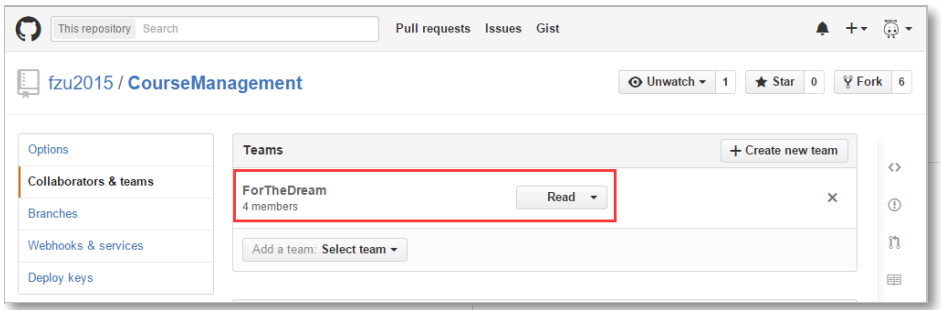 This repository Search Pull requests Issues Gist
fzu2015 / CourseManagement Unwatch 1 Star 0 Fork 6
Options
Collaborators & teams
Branches
Webhooks & services
Deploy keys
Teams Create new team
ForTheDream
4 members
Read
Add a team: Select team